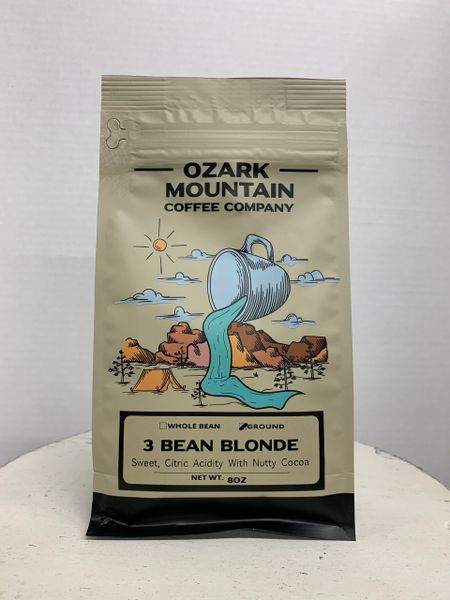 OZARK
MOUNTAIN
COFFEE COMPANY
WHOLE BEAN GROUND
3 BEAN BLONDE
Sweet, Citric Acidity With Nutty Cocoa
NET WT. 8OZ